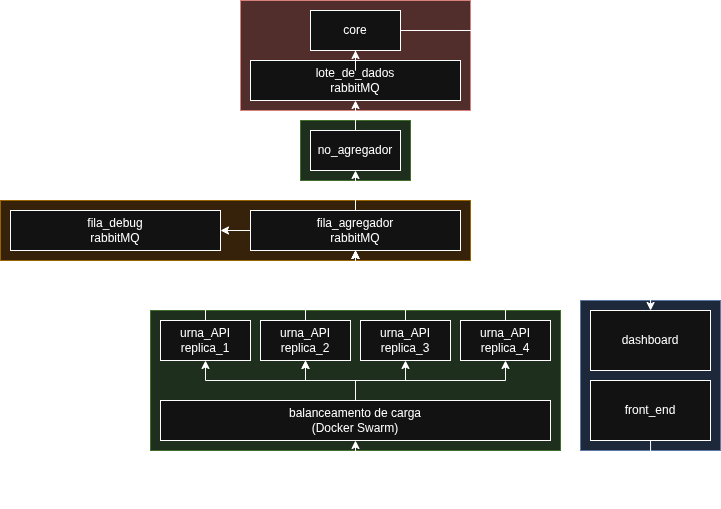 core
lote_de_dados
rabbitMQ
no_agregador
fila_debug
rabbitMQ
fila_agregador
rabbitMQ
urna_API
replica_1
urna_API
replica_2
urna_API
replica_3
urna_API
replica_4
balanceamento de carga
(Docker Swarm)
dashboard
front_end